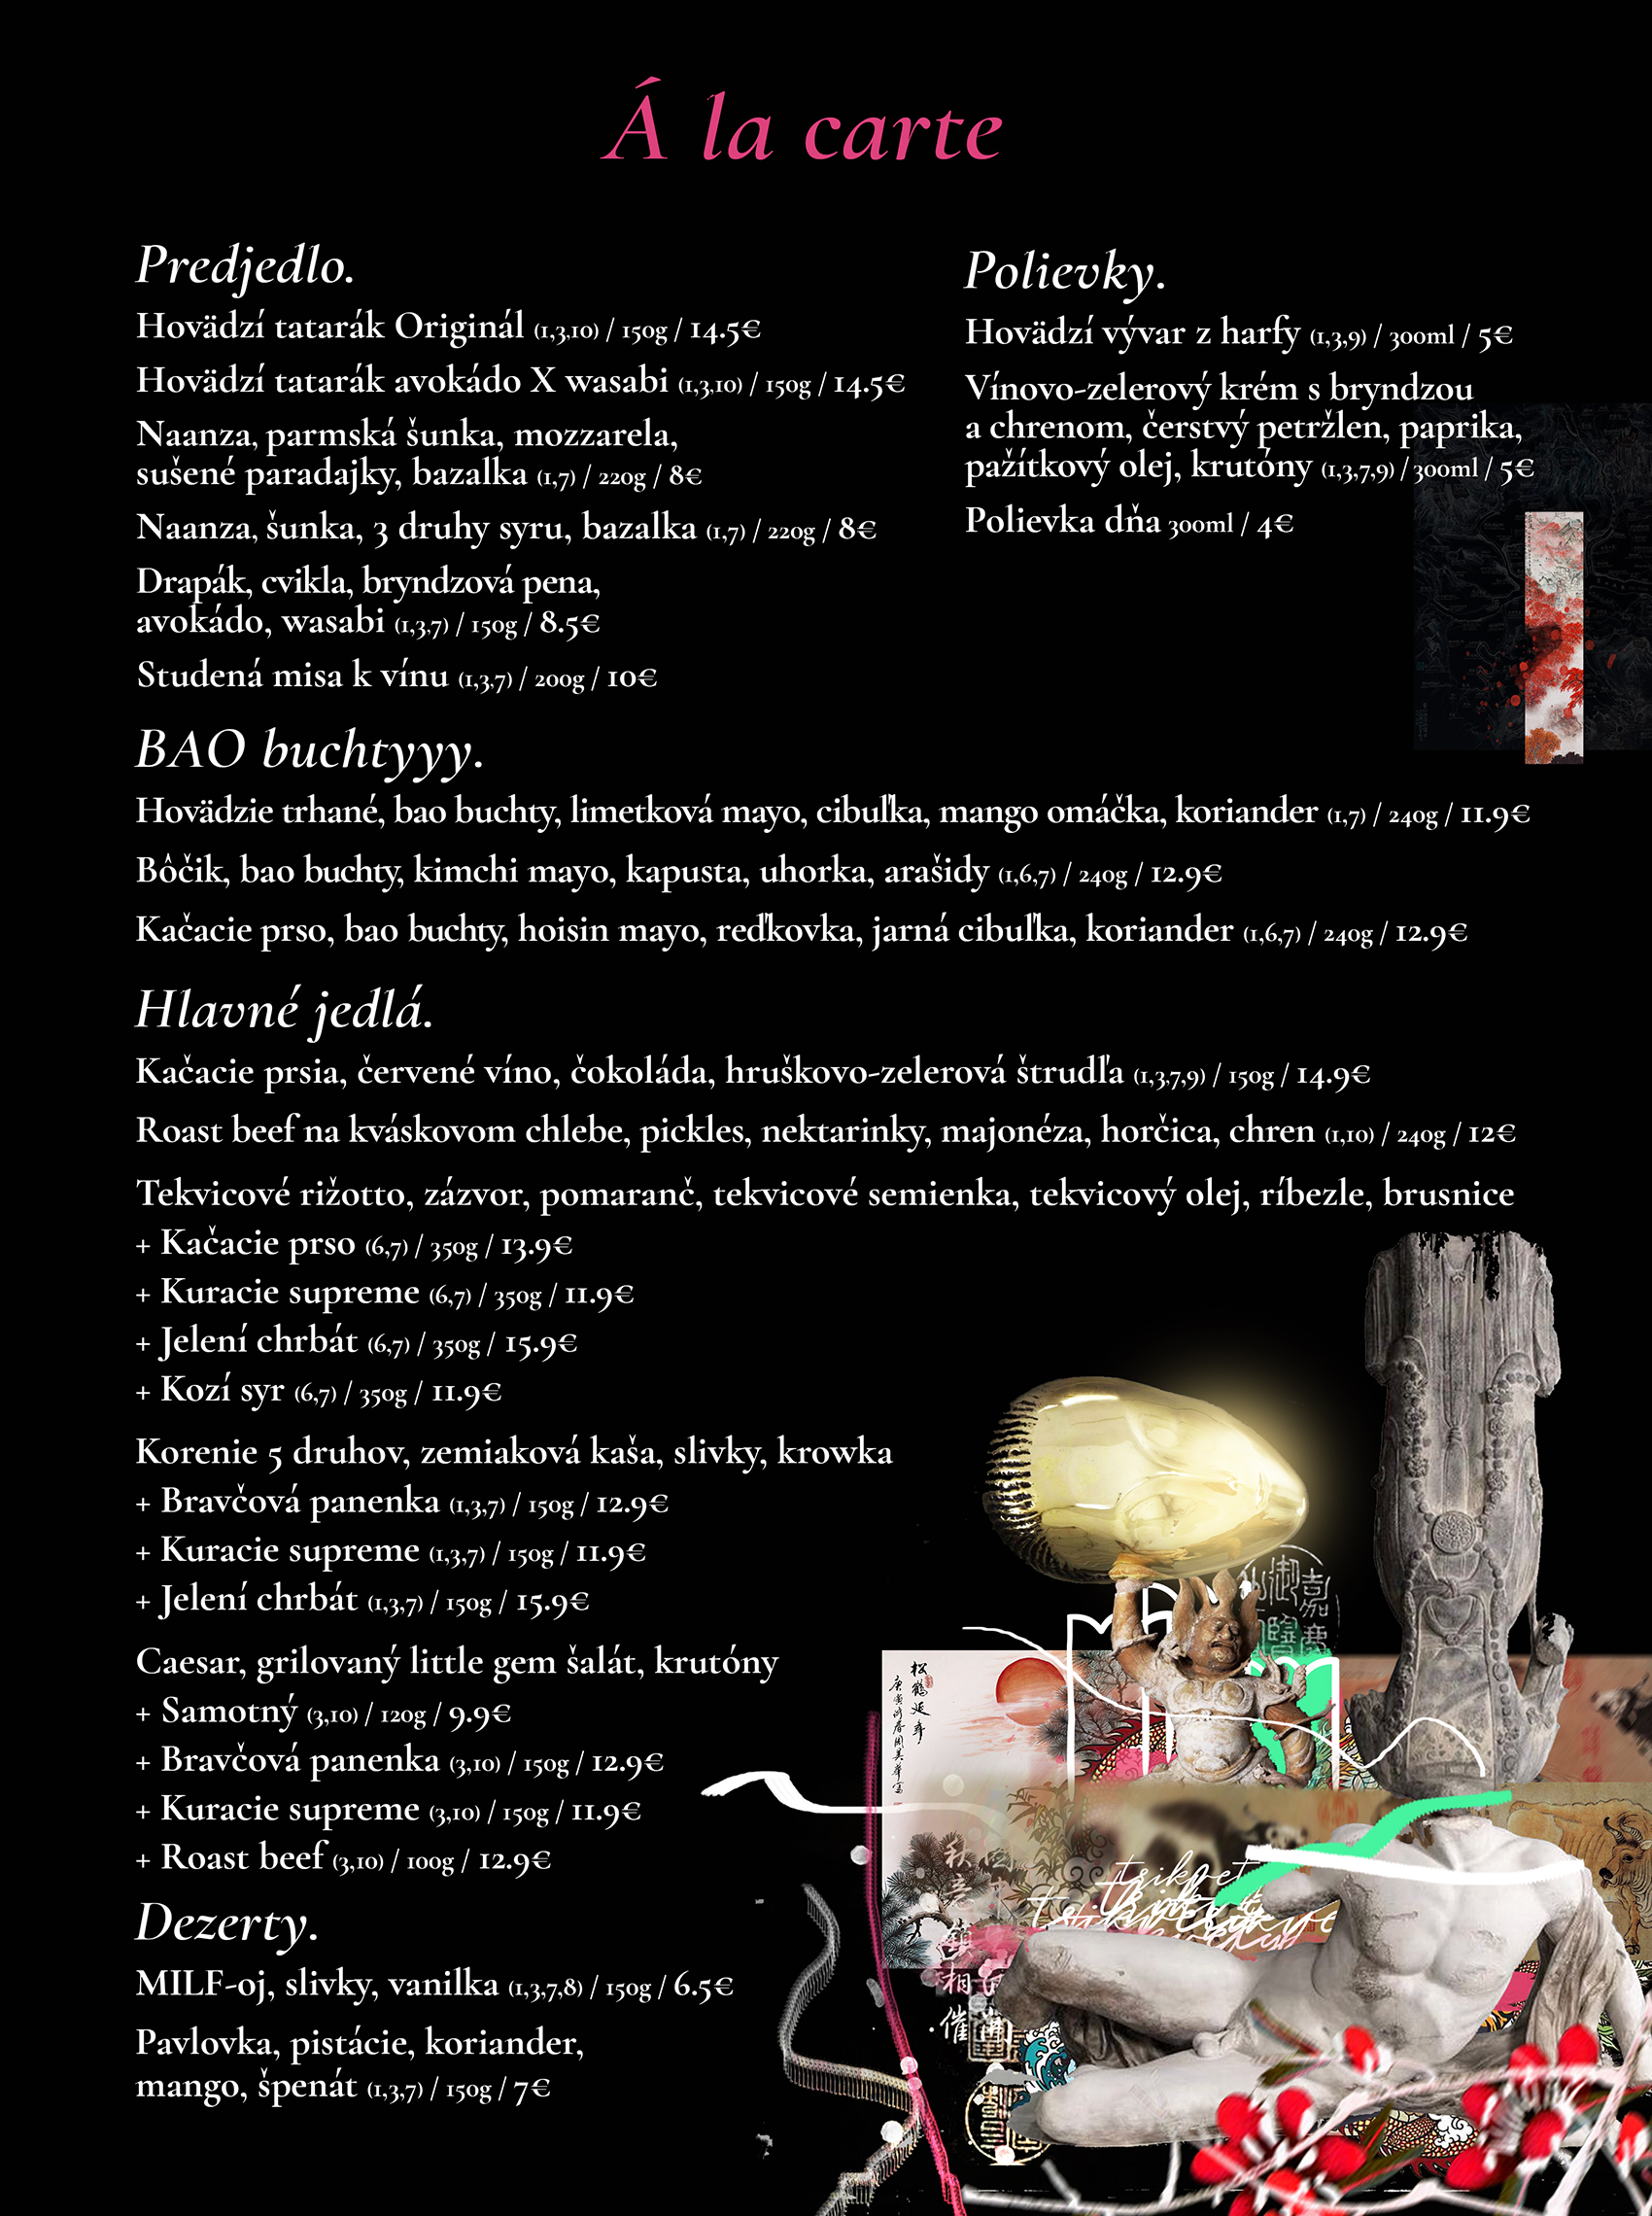 Á la carte
Predjedlo.
Hovädzí tatarák Originál (1,3,10) / 150g / 14.5€
Hovädzí tatarák avokádo X wasabi (1,3,10) / 150g / 14.5€
Naanza, parmská šunka, mozzarela,
sušené paradajky, bazalka (1,7) / 220g / 8€
Naanza, šunka, 3 druhy syru, bazalka (1,7) / 220g / 8€
Drapák, cvikla, bryndzová pena,
avokádo, wasabi (1,3,7) / 150g / 8.5€
Studená misa k vínu (1,3,7) / 200g / 10€
Polievky.
Hovädzí vývar z harfy (1,3,9) / 300ml / 5€
Vínovo-zelerový krém s bryndzou
a chrenom, čerstvý petržlen, paprika,
pažítkový olej, krutóny (1,3,7,9) / 300ml / 5€
Polievka dňa 300ml / 4€
BAO buchtyyy.
Hovädzie trhané, bao buchty, limetková mayo, cibuľka, mango omáčka, koriander (1,7) / 240g / 11.9€
Bôčik, bao buchty, kimchi mayo, kapusta, uhorka, arašidy (1,6,7) / 240g / 12.9€
Kačacie prso, bao buchty, hoisin mayo, reďkovka, jarná cibuľka, koriander (1,6,7) / 240g / 12.9€
Hlavné jedlá.
Kačacie prsia, červené víno, čokoláda, hruškovo-zelerová štrudľa (1,3,7,9) / 150g / 14.9€
Roast beef na kváskovom chlebe, pickles, nektarinky, majonéza, horčica, chren (1,10) / 240g / 12€
Tekvicové rižotto, zázvor, pomaranč, tekvicové semienka, tekvicový olej, ríbezle, brusnice
+ Kačacie prso (6,7) / 350g / 13.9€
+ Kuracie supreme (6,7) / 350g / 11.9€
+ Jelení chrbát (6,7) / 350g / 15.9€
+ Kozí syr (6,7) / 350g / 11.9€
Korenie 5 druhov, zemiaková kaša, slivky, krowka
+ Bravčová panenka (1,3,7) / 150g / 12.9€
+ Kuracie supreme (1,3,7) / 150g / 11.9€
+ Jelení chrbát (1,3,7) / 150g / 15.9€
Caesar, grilovaný little gem šalát, krutóny
+ Samotný (3,10) / 120g / 9.9€
+ Bravčová panenka (3,10) / 150g / 12.9€
+ Kuracie supreme (3,10) / 150g / 11.9€
+ Roast beef (3,10) / 100g / 12.9€
Dezerty.
MILF-oj, slivky, vanilka (1,3,7,8) / 150g / 6.5€
Pavlovka, pistácie, koriander,
mango, špenát (1,3,7) / 150g / 7€
松鶴延年